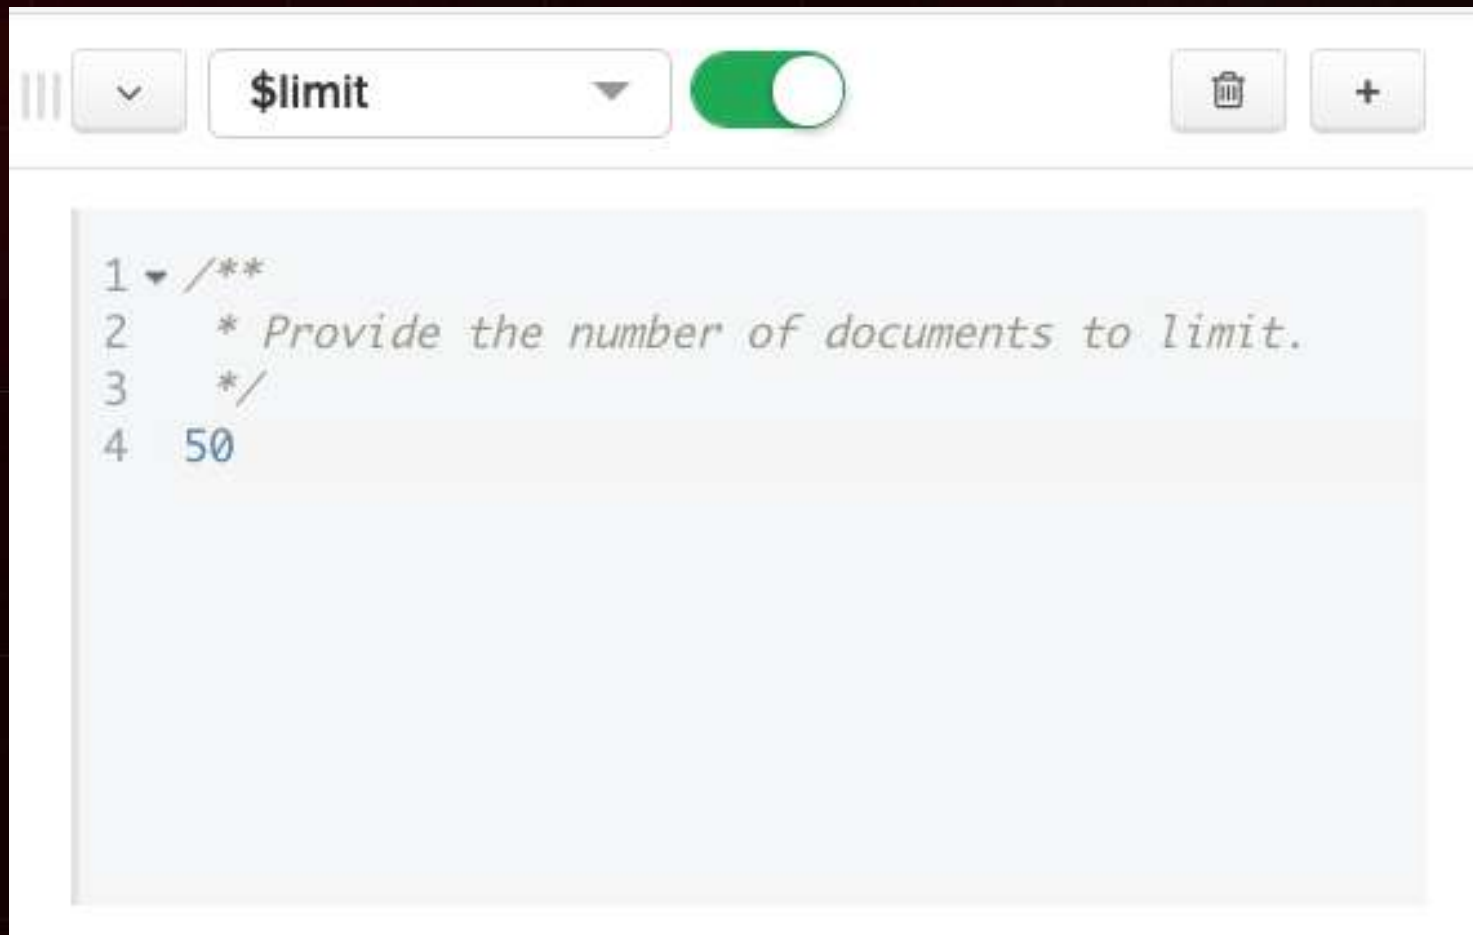 $limit
+
1 /**
2 * Provide the number of documents to limit.
3 */
4 50